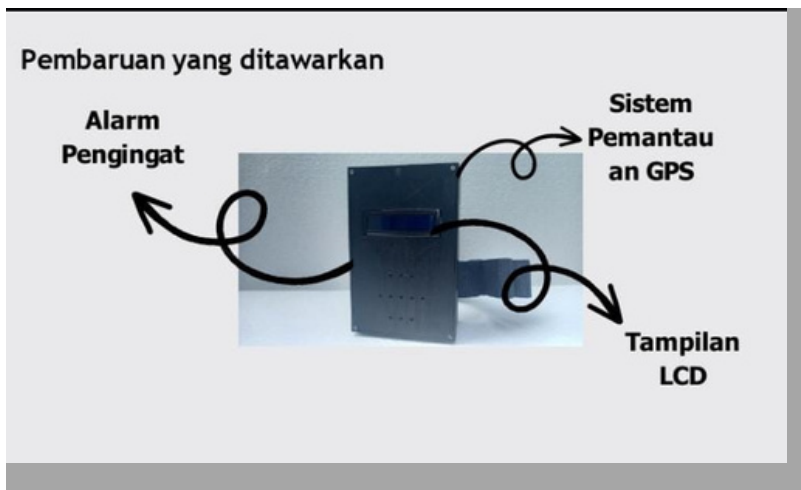 Pembaruan yang ditawarkan
Alarm
Pengingat
Sistem
Pemantau
an GPS
Tampilan
LCD